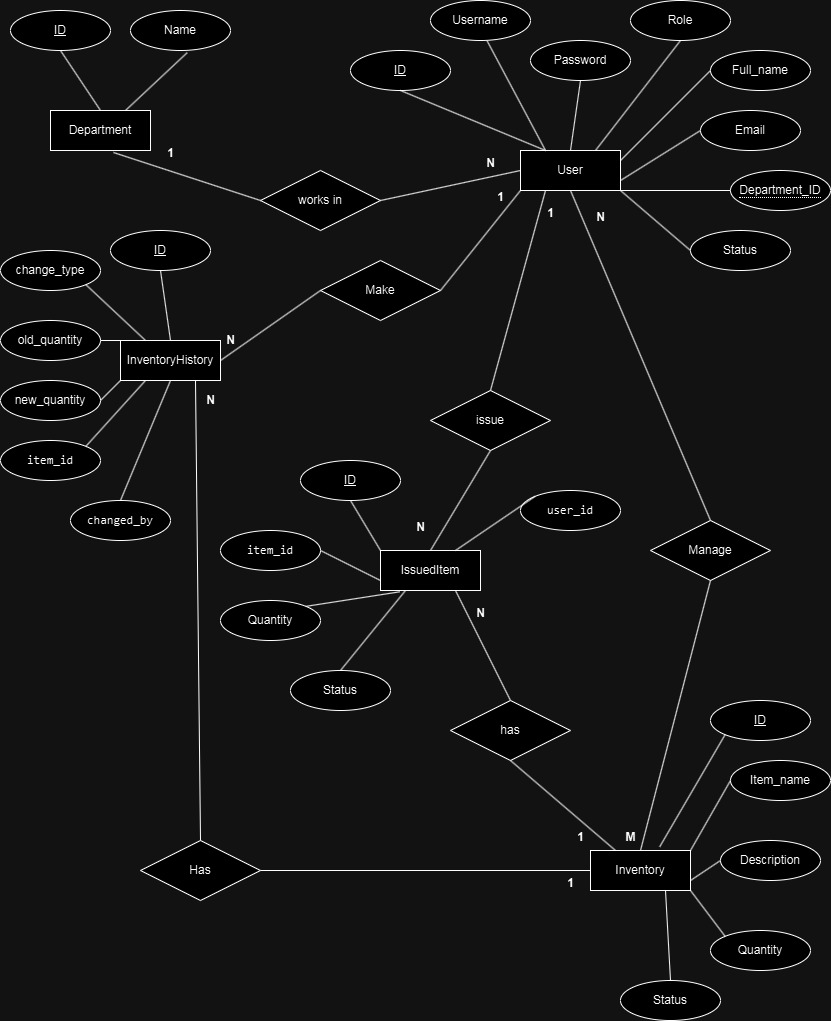 ID
Name
Username
Role
ID
Password
Full_name
Department
Email
1
N
User
works in
1
1
N
Department_ID
Status
ID
change_type
Make
old_quantity
N
InventoryHistory
new_quantity
N
issue
item_id
ID
changed_by
N
user_id
item_id
IssuedItem
Manage
Quantity
N
Status
has
ID
Item_name
1
M
Description
Has
Inventory
1
Quantity
Status